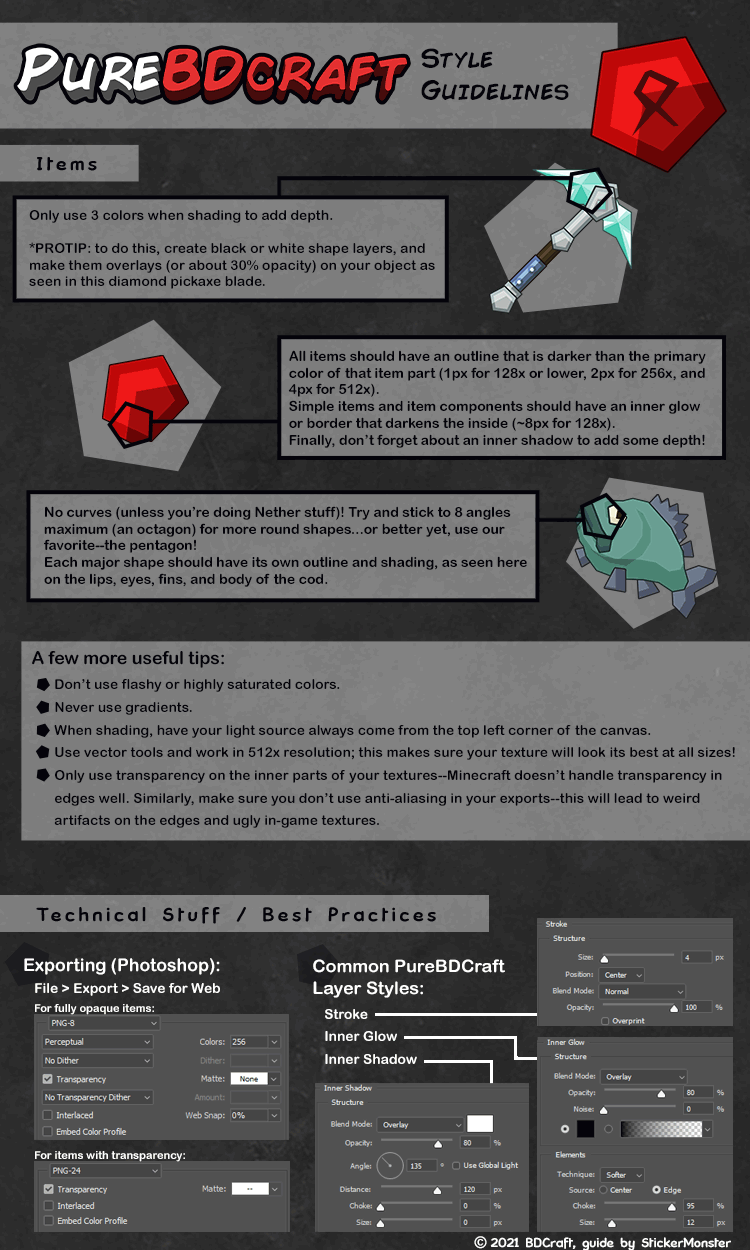 PureBDcraft Style
Guidelines
Items
Only use 3 colors when shading to add depth.
*PROTIP: to do this, create black or white shape layers, and
make them overlays (or about 30% opacity) on your object as
seen in this diamond pickaxe blade.
All items should have an outline that is darker than the primary
color of that item part (1px for 128x or lower, 2px for 256x, and
4px for 512x).
Simple items and item components should have an inner glow
or border that darkens the inside (~8px for 128x).
Finally, don't forget about an inner shadow to add some depth!
No curves (unless you're doing Nether stuff)! Try and stick to 8 angles
maximum (an octagon) for more round shapes...or better yet, use our
favorite--the pentagon!
Each major shape should have its own outline and shading, as seen here
on the lips, eyes, fins, and body of the cod.
A few more useful tips:
Don't use flashy or highly saturated colors.
Never use gradients.
When shading, have your light source always come from the top left corner of the canvas.
Use vector tools and work in 512x resolution; this makes sure your texture will look its best at all sizes!
Only use transparency on the inner parts of your textures--Minecraft doesn't handle transparency in
edges well. Similarly, make sure you don't use anti-aliasing in your exports--this will lead to weird
artifacts on the edges and ugly in-game textures.
Technical Stuff / Best Practices
Exporting (Photoshop):
File > Export > Save for Web
For fully opaque items:
PNG-8
Perceptual Colors: 256
No Dither Dither:
Transparency Matte: None
No Transparency Dither Amount:
Interlaced Web Snap: 0%
Embed Color Profile
For items with transparency:
PNG-24
Transparency Matte: --
Interlaced
Embed Color Profile
Common PureBDCraft
Layer Styles:
Stroke
Inner Glow
Inner Shadow
Inner Shadow
Structure
Blend Mode: Overlay
Opacity: 80 %
Angle: 135 ° Use Global Light
Distance: 120 px
Choke: 0 %
Size: 0 px
Stroke
Structure
Size: 4 px
Position: Center
Blend Mode: Normal
Opacity: 100 %
Overprint
Inner Glow
Structure
Blend Mode: Overlay
Opacity: 80 %
Noise: 0 %
Elements
Technique: Softer
Source: Center Edge
Choke: 95 %
Size: 12 px
© 2021 BDCraft, guide by StickerMonster